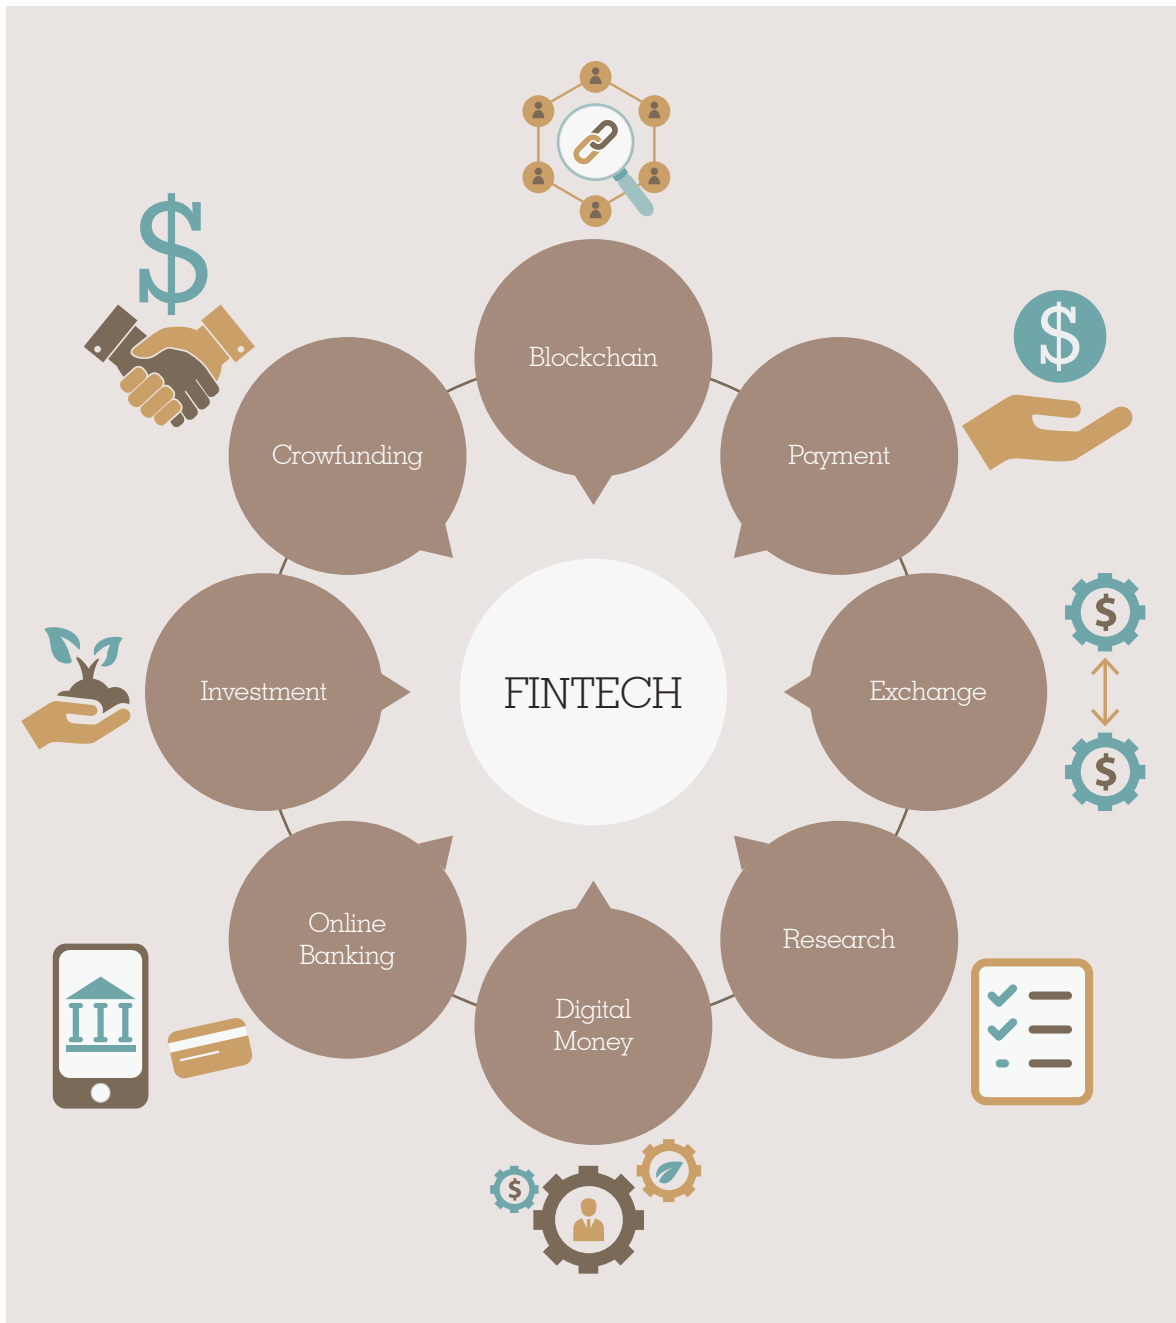 Blockchain
Crowfunding
Payment
Investment
FINTECH
Exchange
Online
Banking
Research
Digital
Money
$
$
$
$
$